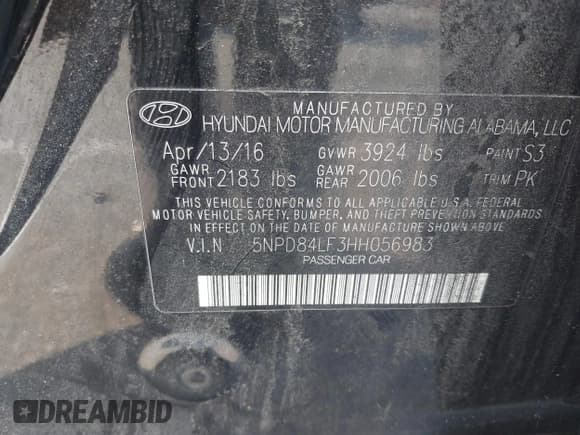 MANUFACTURED BY
HYUNDAI MOTOR MANUFACTURING ALABAMA, LLC
Apr/13/16 GVWR 3924 lbs PAINT S3
GAWR FRONT 2183 lbs GAWR REAR 2006 lbs TRIM PK
THIS VEHICLE CONFORMS TO ALL APPLICABLE U.S.A. FEDERAL
MOTOR VEHICLE SAFETY, BUMPER, AND THEFT PREVENTION STANDARDS
IN EFFECT ON THE DATE OF MANUFACTURE SHOWN ABOVE
V.I.N 5NPD84LF3HH056983
PASSENGER CAR
DREAMBID